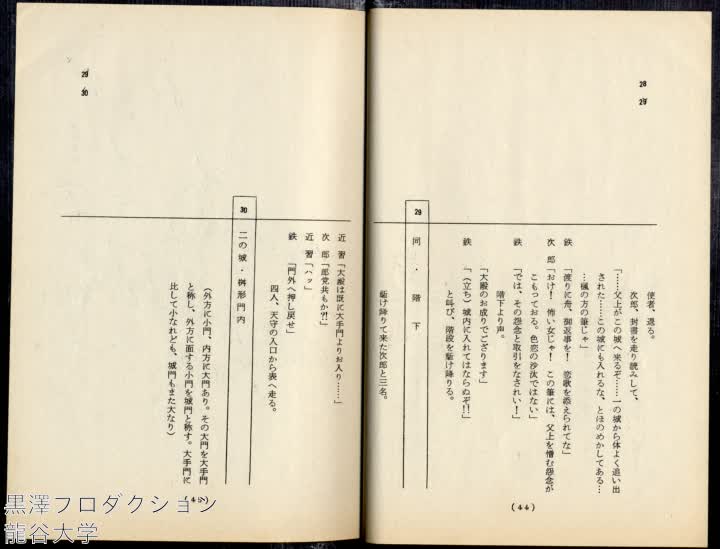 28
29
使者、退る。
次郎、封書を走り読みして、
「……父上がこの城へ来るぞ……一の城から体よく追い出
された……この城にも入れるな、とほのめかしてある…
…楓の方の筆じゃ」
鉄「渡りに舟、御返事を！　恋歌を添えられてな」
次郎「おけ！　怖い女じゃ！　この筆には、父上を憎む怨念が
こもっておる。色恋の沙汰ではない」
鉄「では、その怨念と取引をなされい！」
階下より声。
「大殿のお成りでござります」
鉄「（立ち）城内に入れてはならぬぞ!!」
と叫び、階段を駈け降りる。
29　同・階下
駈け降りて来た次郎と三名。
(44)
29
30
近習「大殿は既に大手門よりお入り……」
次郎「郎党共もか?!」
近習「ハッ」
鉄「門外へ押し戻せ」
四人、天守の入口から表へ走る。
30　二の城・桝形門内
（外方に小門、内方に大門あり。その大門を大手門
と称し、外方に面する小門を城門と称す。大手門に
比して小なれども、城門もまた大なり）
(45)
黒澤プロダクション
龍谷大学